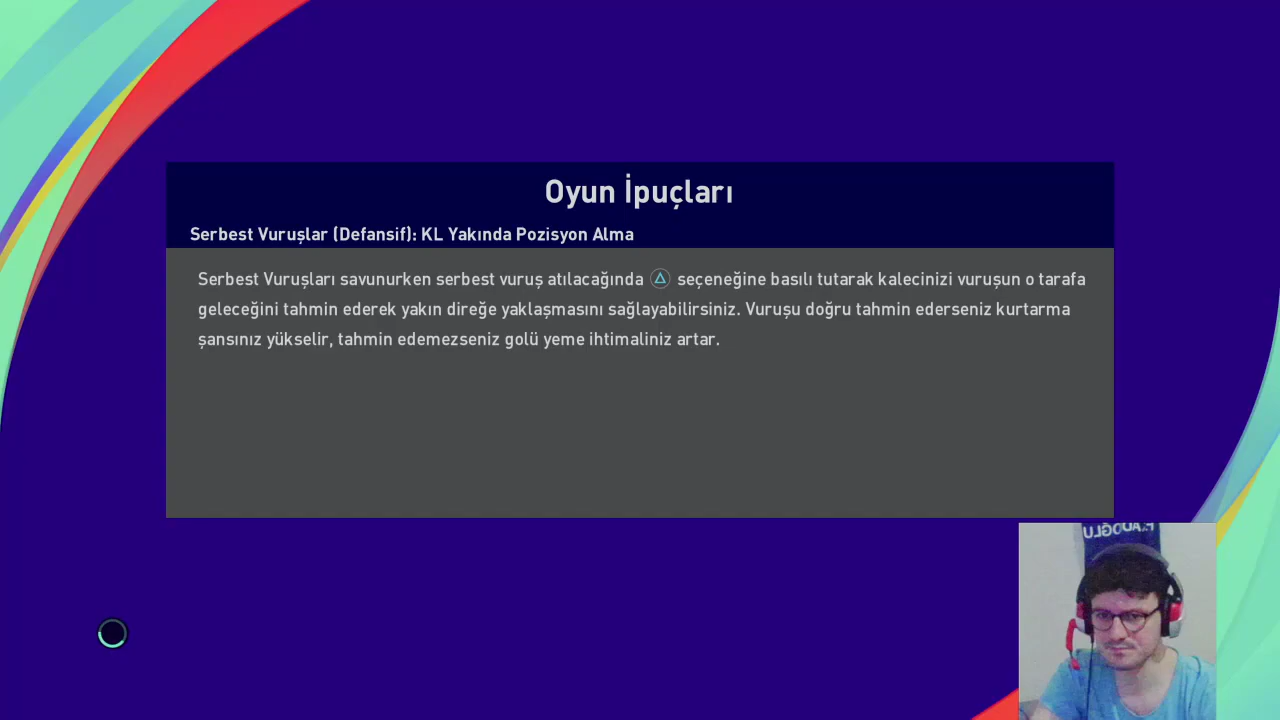 Oyun İpuçları
Serbest Vuruşlar (Defansif): KL Yakında Pozisyon Alma
Serbest Vuruşları savunurken serbest vuruş atılacağında △ seçeneğine basılı tutarak kalecinizi vuruşun o tarafa
geleceğini tahmin ederek yakın direğe yaklaşmasını sağlayabilirsiniz. Vuruşu doğru tahmin ederseniz kurtarma
şansınız yükselir, tahmin edemezseniz golü yeme ihtimaliniz artar.